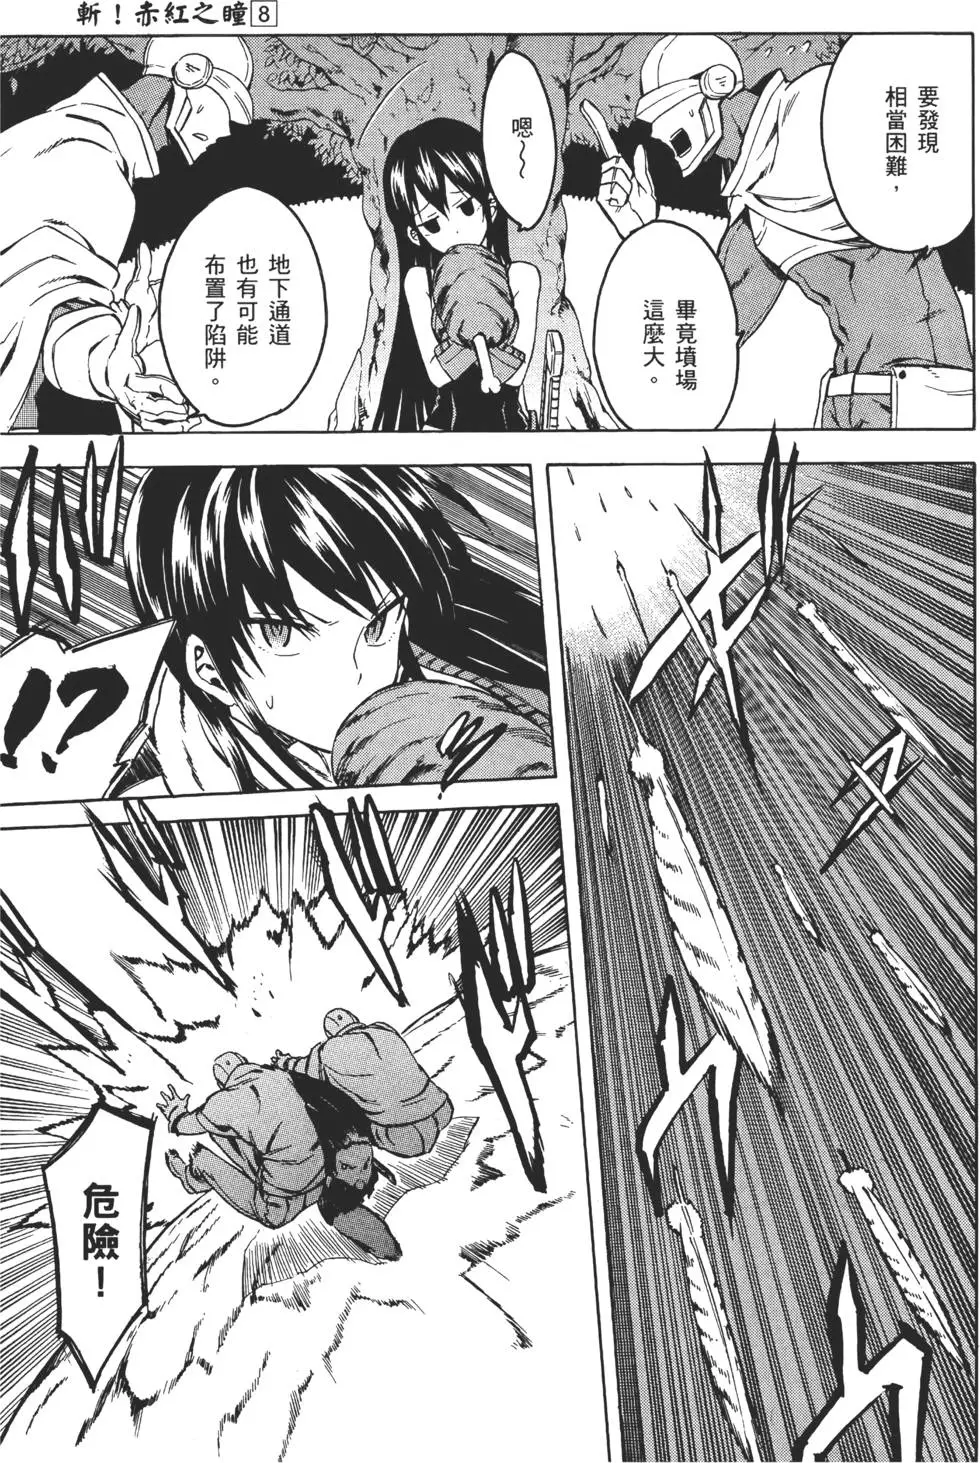 斬！赤紅之瞳 8
要發現
相當困難，
畢竟墳場
這麼大。
嗯～
地下通道
也有可能
布置了陷阱。
!?
危險！